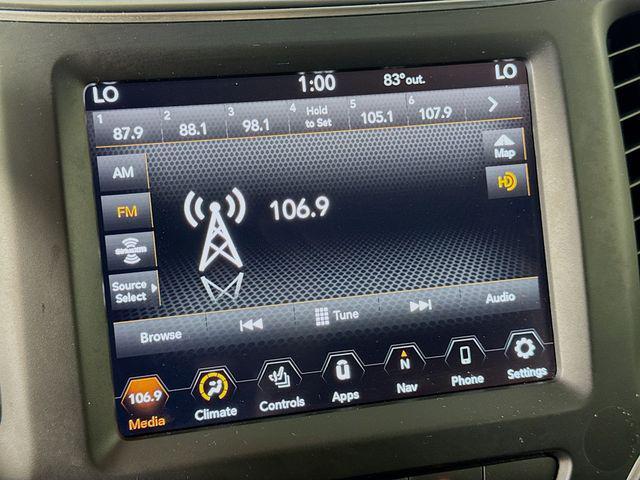 LO 1:00 83° out. LO
1 87.9 2 88.1 3 98.1 4 Hold to Set 5 105.1 6 107.9
AM
Map
FM
106.9
HD
SiriusXM
Source
Select
Browse Tune Audio
106.9 N
Media Climate Controls Apps Nav Phone Settings